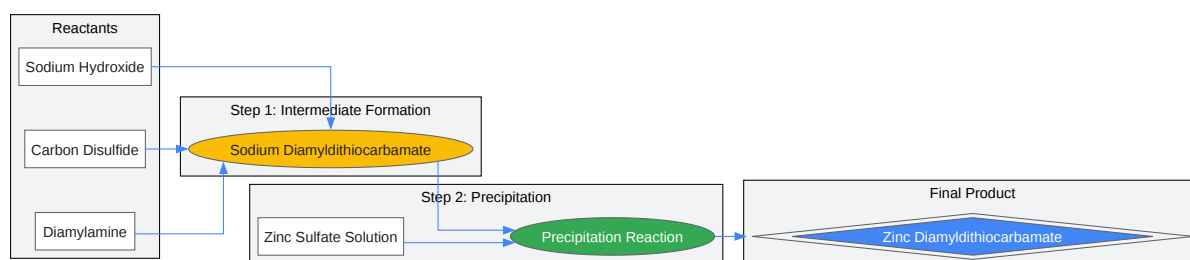 Reactants
Sodium Hydroxide
Carbon Disulfide
Diamylamine
Step 1: Intermediate Formation
Sodium Diamyldithiocarbamate
Step 2: Precipitation
Zinc Sulfate Solution
Precipitation Reaction
Final Product
Zinc Diamyldithiocarbamate